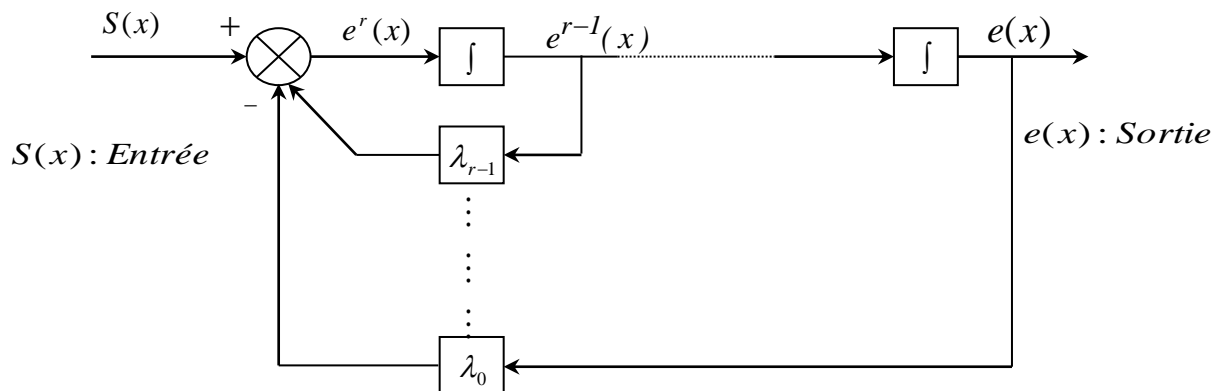 S(x) + e^r(x) ∫ e^{r-1}(x) ∫ e(x)
−
S(x) : Entrée
λ_{r-1}
e(x) : Sortie
λ_0